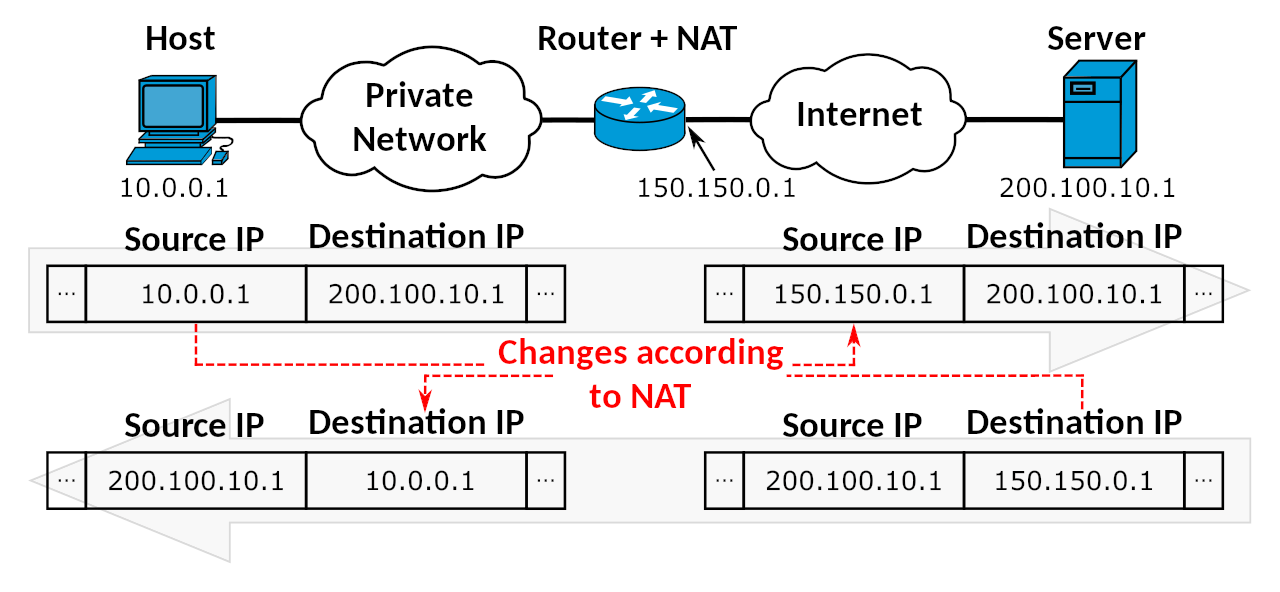 Host
Router + NAT
Server
Private
Network
Internet
10.0.0.1
150.150.0.1
200.100.10.1
Source IP
Destination IP
Source IP
Destination IP
... 10.0.0.1 200.100.10.1 ...
... 150.150.0.1 200.100.10.1 ...
Changes according
to NAT
Source IP
Destination IP
Source IP
Destination IP
... 200.100.10.1 10.0.0.1 ...
... 200.100.10.1 150.150.0.1 ...